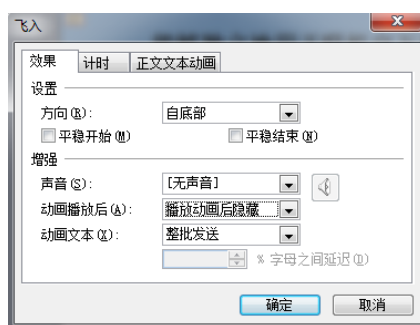 飞入
效果 计时 正文文本动画
设置
方向(R): 自底部
平稳开始(M) 平稳结束(N)
增强
声音(S): [无声音]
动画播放后(A): 播放动画后隐藏
动画文本(X): 整批发送
% 字母之间延迟(D)
确定 取消